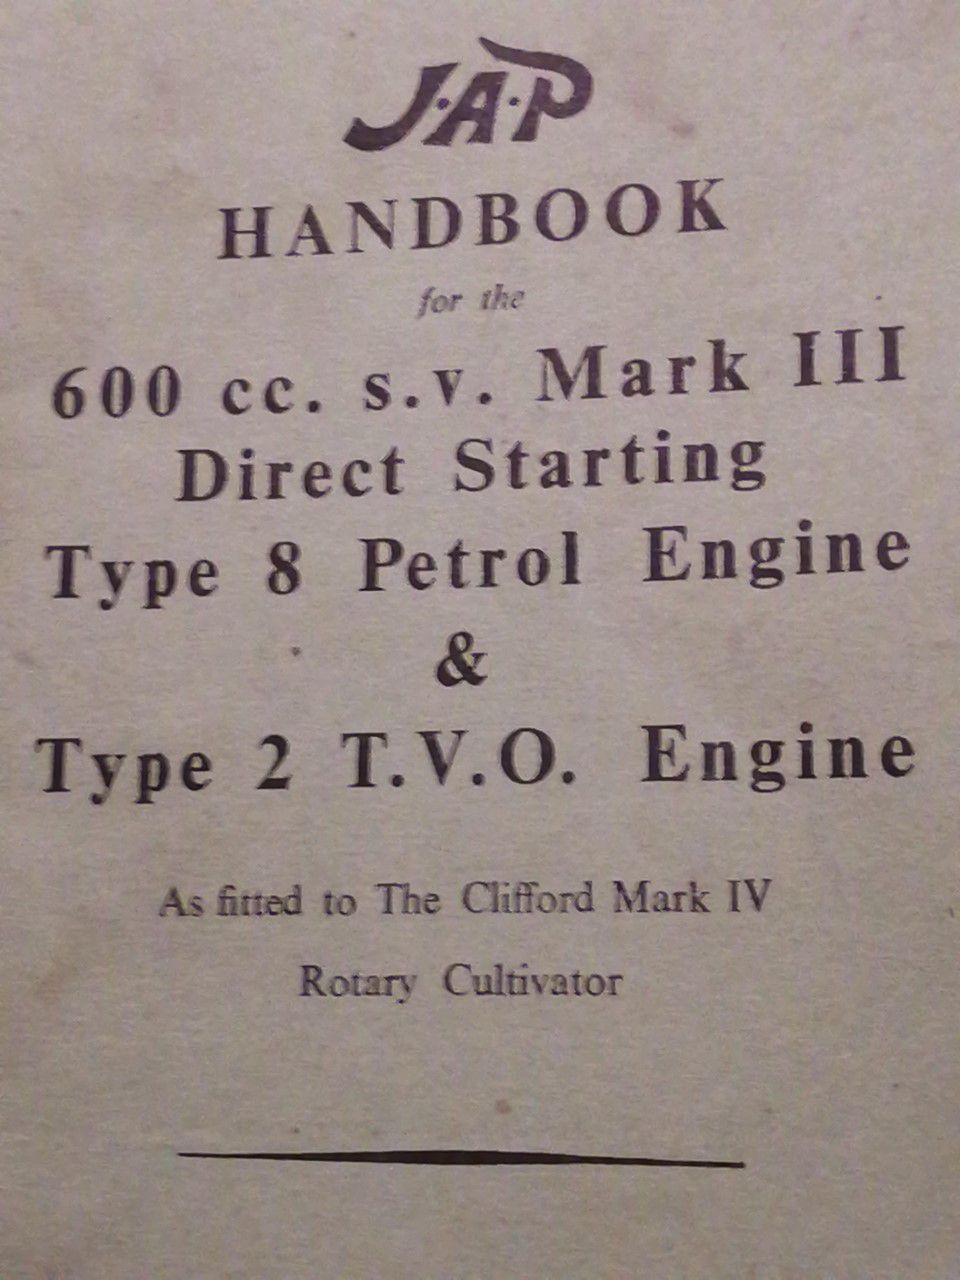 J.A.P
HANDBOOK
for the
600 cc. s.v. Mark III
Direct Starting
Type 8 Petrol Engine
&
Type 2 T.V.O. Engine
As fitted to The Clifford Mark IV
Rotary Cultivator